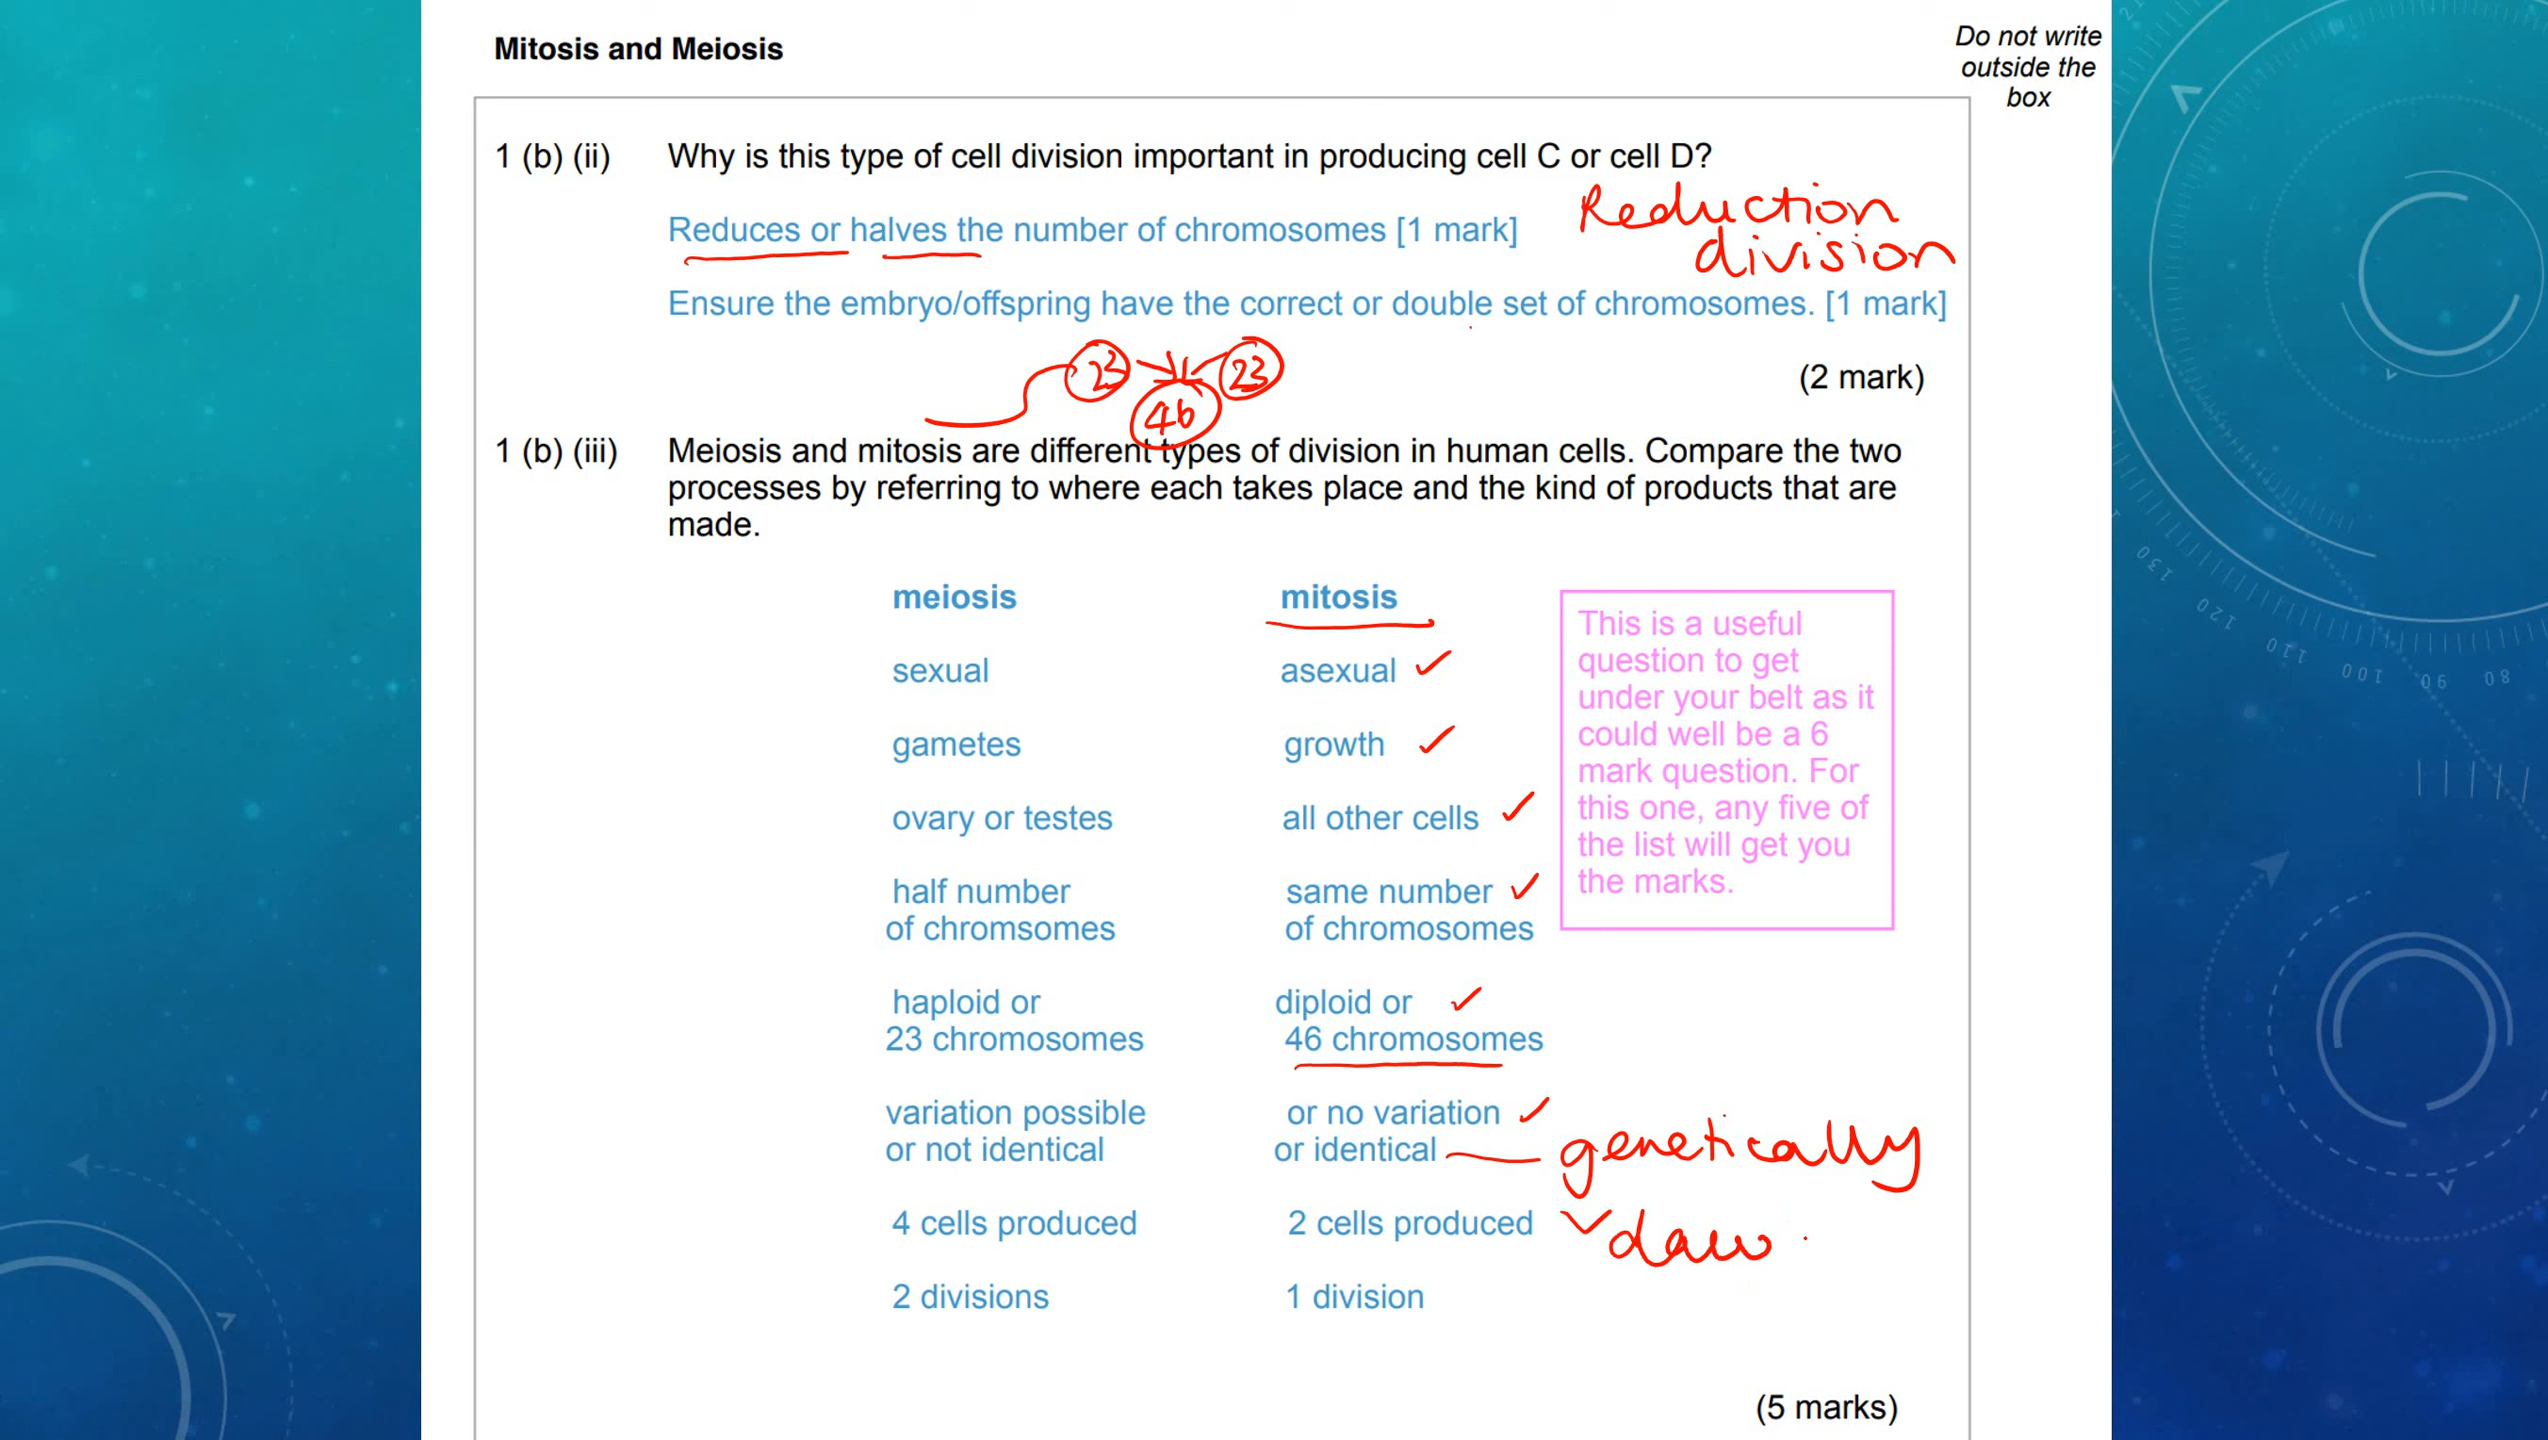 Mitosis and Meiosis
Do not write
outside the
box
1 (b) (ii) Why is this type of cell division important in producing cell C or cell D?
Reduction
division
Reduces or halves the number of chromosomes [1 mark]
Ensure the embryo/offspring have the correct or double set of chromosomes. [1 mark]
23 23
46
(2 mark)
1 (b) (iii) Meiosis and mitosis are different types of division in human cells. Compare the two
processes by referring to where each takes place and the kind of products that are
made.
meiosis mitosis
sexual asexual
gametes growth
ovary or testes all other cells
half number same number
of chromsomes of chromosomes
haploid or diploid or
23 chromosomes 46 chromosomes
variation possible or no variation
or not identical or identical genetically
4 cells produced 2 cells produced
2 divisions 1 division
This is a useful
question to get
under your belt as it
could well be a 6
mark question. For
this one, any five of
the list will get you
the marks.
(5 marks)
130
120
110
100
90
80